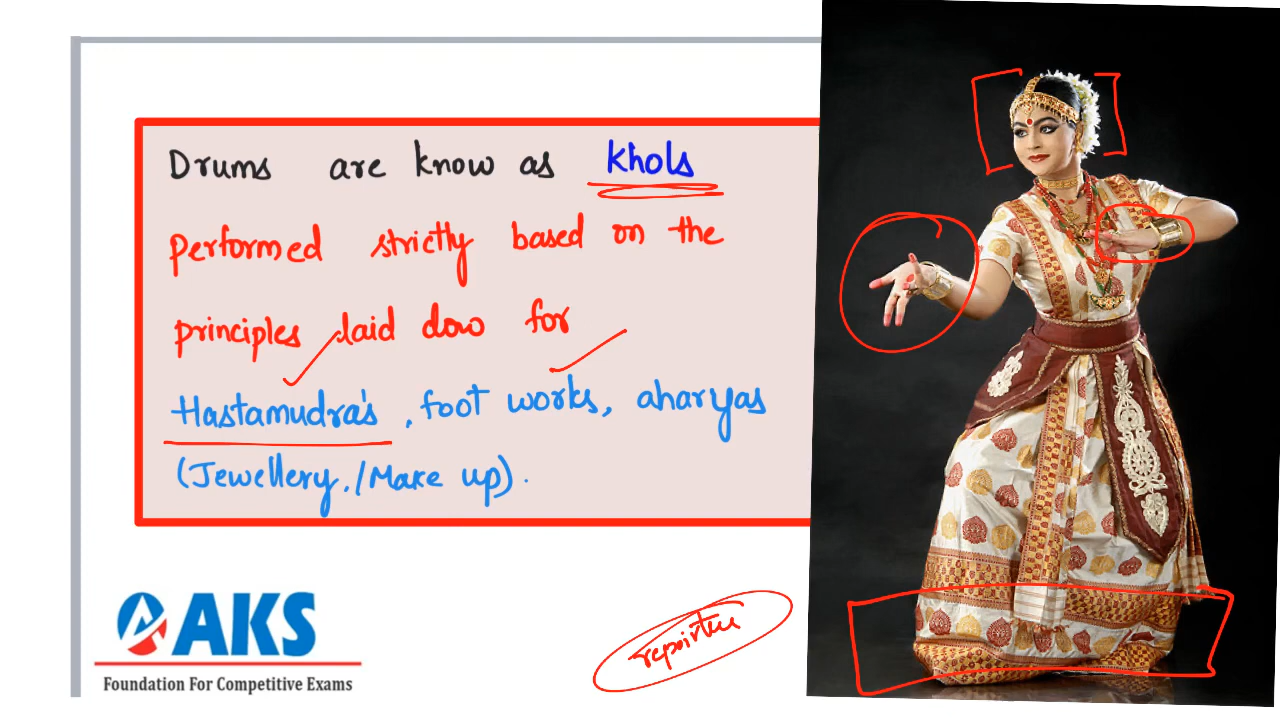 Drums are know as khols
performed strictly based on the
principles laid dow for
Hastamudra's, foot works, aharyas
(Jewellery./Make up).
AKS
Foundation For Competitive Exams